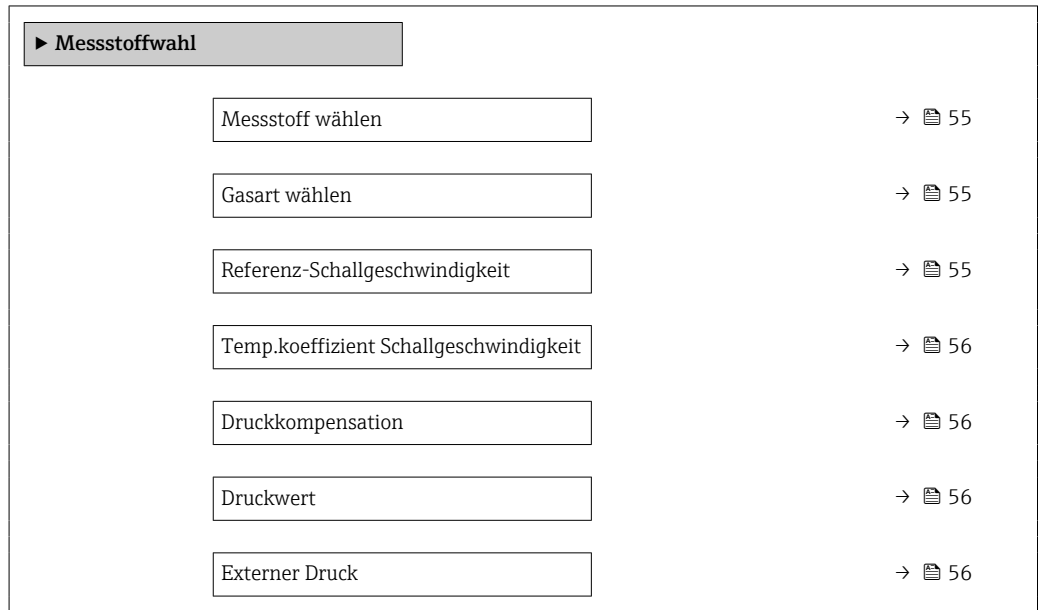 ▶ Messstoffwahl
Messstoff wählen → 55
Gasart wählen → 55
Referenz-Schallgeschwindigkeit → 55
Temp.koeffizient Schallgeschwindigkeit → 56
Druckkompensation → 56
Druckwert → 56
Externer Druck → 56